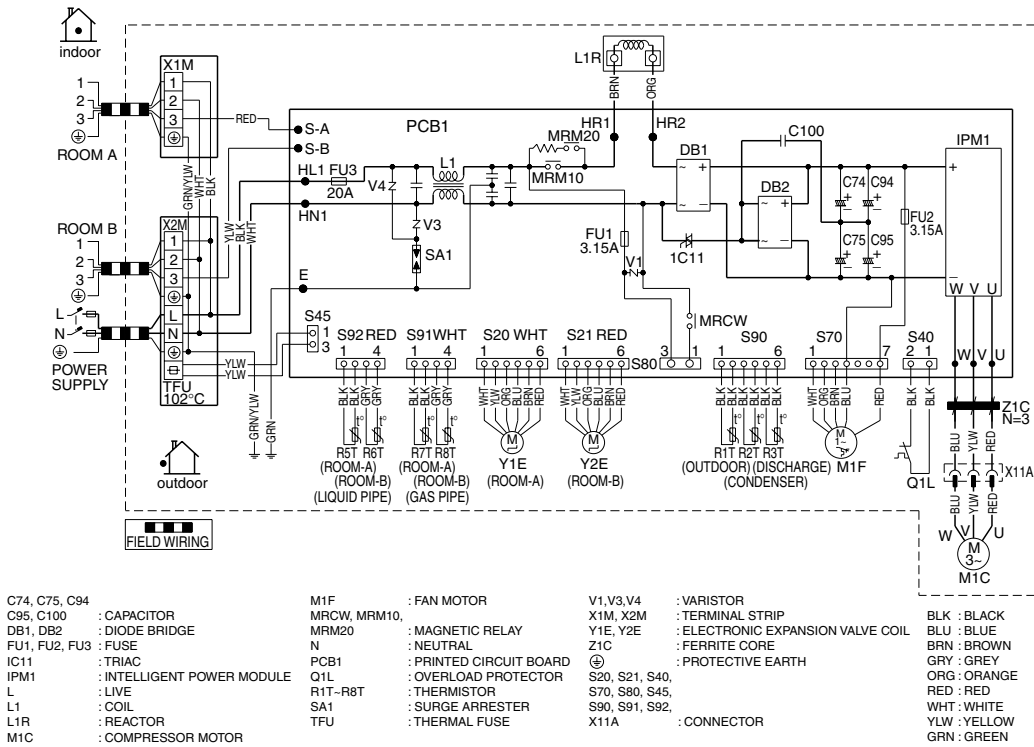 indoor
X1M
1
2
3
1
2
3
ROOM A
RED
S-A
S-B
PCB1
L1R
BRN
ORG
HR1
HR2
MRM20
MRM10
HL1 FU3
20A
HN1
V4
L1
V3
SA1
E
DB1
+
–
~
~
DB2
+
–
~
~
C100
C74
C94
C75
C95
+
+
+
+
FU1
3.15A
V1
1C11
FU2
3.15A
IPM1
+
–
W V U
GRN/YLW
WHT
BLK
ROOM B
1
2
3
X2M
1
2
3
L
N
YLW
BLK
WHT
L
N
POWER
SUPPLY
TFU
102°C
YLW
YLW
GRN/YLW
GRN
S45
1
3
S92 RED
1 4
S91 WHT
1 4
S20 WHT
1 6
S21 RED
1 6
S80
3 1
MRCW
S90
1 6
S70
1 7
S40
2 1
BLK
BLK
GRY
GRY
BLK
BLK
GRY
GRY
WHT
YLW
ORG
BLU
BRN
RED
WHT
YLW
ORG
BLU
BRN
RED
BLK
BLK
BLK
BLK
BLK
BLK
WHT
ORG
BRN
BLU
RED
BLK
BLK
t° t° t° t° t° t° t°
R5T R6T
(ROOM-A)
(ROOM-B)
(LIQUID PIPE)
R7T R8T
(ROOM-A)
(ROOM-B)
(GAS PIPE)
M
Y1E
(ROOM-A)
M
Y2E
(ROOM-B)
R1T R2T R3T
(OUTDOOR) (DISCHARGE)
(CONDENSER)
M
1~
M1F
Q1L
W V U
Z1C
N=3
BLU
YLW
RED
X11A
BLU
YLW
RED
W V U
M
3~
M1C
outdoor
FIELD WIRING
C74, C75, C94
C95, C100 : CAPACITOR
DB1, DB2 : DIODE BRIDGE
FU1, FU2, FU3 : FUSE
IC11 : TRIAC
IPM1 : INTELLIGENT POWER MODULE
L : LIVE
L1 : COIL
L1R : REACTOR
M1C : COMPRESSOR MOTOR
M1F : FAN MOTOR
MRCW, MRM10,
MRM20 : MAGNETIC RELAY
N : NEUTRAL
PCB1 : PRINTED CIRCUIT BOARD
Q1L : OVERLOAD PROTECTOR
R1T~R8T : THERMISTOR
SA1 : SURGE ARRESTER
TFU : THERMAL FUSE
V1,V3,V4 : VARISTOR
X1M, X2M : TERMINAL STRIP
Y1E, Y2E : ELECTRONIC EXPANSION VALVE COIL
Z1C : FERRITE CORE
: PROTECTIVE EARTH
S20, S21, S40,
S70, S80, S45,
S90, S91, S92,
X11A : CONNECTOR
BLK : BLACK
BLU : BLUE
BRN : BROWN
GRY : GREY
ORG : ORANGE
RED : RED
WHT : WHITE
YLW : YELLOW
GRN : GREEN